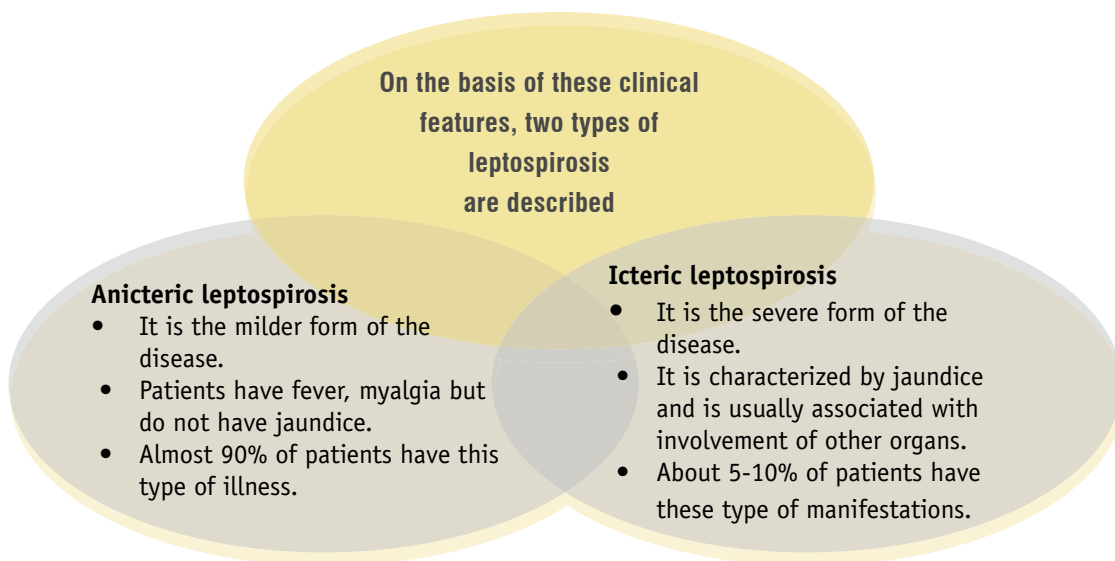 On the basis of these clinical
features, two types of
leptospirosis
are described
Anicteric leptospirosis
• It is the milder form of the
disease.
• Patients have fever, myalgia but
do not have jaundice.
• Almost 90% of patients have this
type of illness.
Icteric leptospirosis
• It is the severe form of the
disease.
• It is characterized by jaundice
and is usually associated with
involvement of other organs.
• About 5-10% of patients have
these type of manifestations.